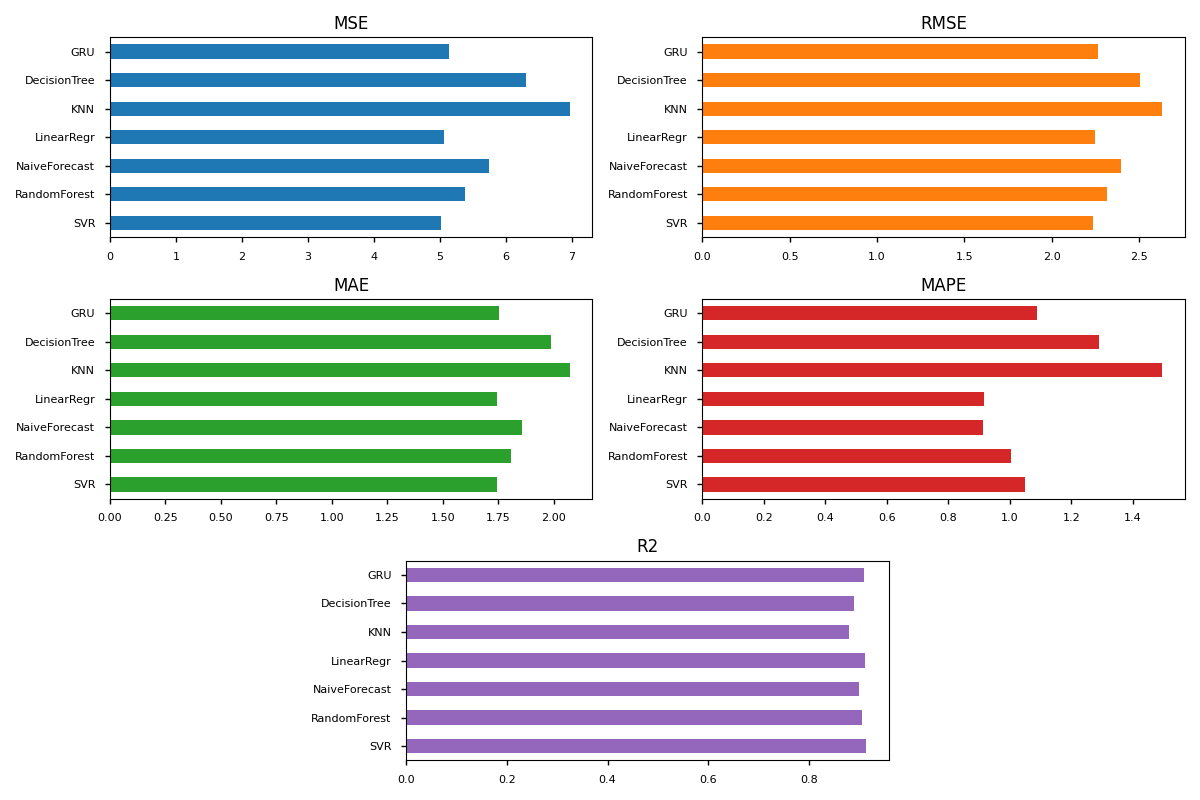 MSE
GRU
DecisionTree
KNN
LinearRegr
NaiveForecast
RandomForest
SVR
0 1 2 3 4 5 6 7
RMSE
GRU
DecisionTree
KNN
LinearRegr
NaiveForecast
RandomForest
SVR
0.0 0.5 1.0 1.5 2.0 2.5
MAE
GRU
DecisionTree
KNN
LinearRegr
NaiveForecast
RandomForest
SVR
0.00 0.25 0.50 0.75 1.00 1.25 1.50 1.75 2.00
MAPE
GRU
DecisionTree
KNN
LinearRegr
NaiveForecast
RandomForest
SVR
0.0 0.2 0.4 0.6 0.8 1.0 1.2 1.4
R2
GRU
DecisionTree
KNN
LinearRegr
NaiveForecast
RandomForest
SVR
0.0 0.2 0.4 0.6 0.8